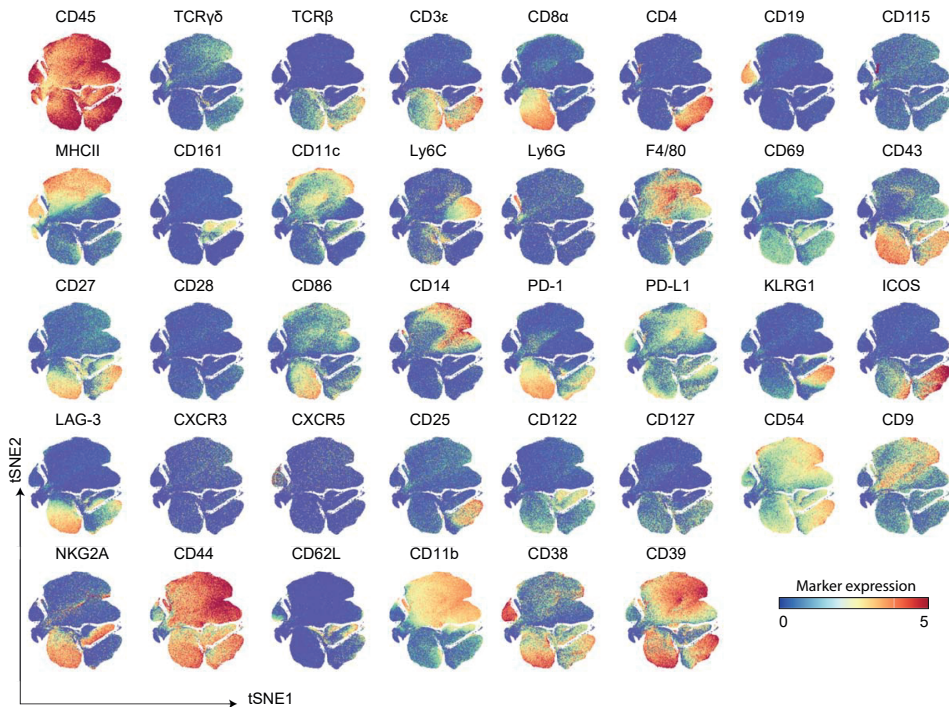 CD45 TCRγδ TCRβ CD3ε CD8α CD4 CD19 CD115
MHCII CD161 CD11c Ly6C Ly6G F4/80 CD69 CD43
CD27 CD28 CD86 CD14 PD-1 PD-L1 KLRG1 ICOS
LAG-3 CXCR3 CXCR5 CD25 CD122 CD127 CD54 CD9
NKG2A CD44 CD62L CD11b CD38 CD39
Marker expression
0 5
tSNE2
tSNE1